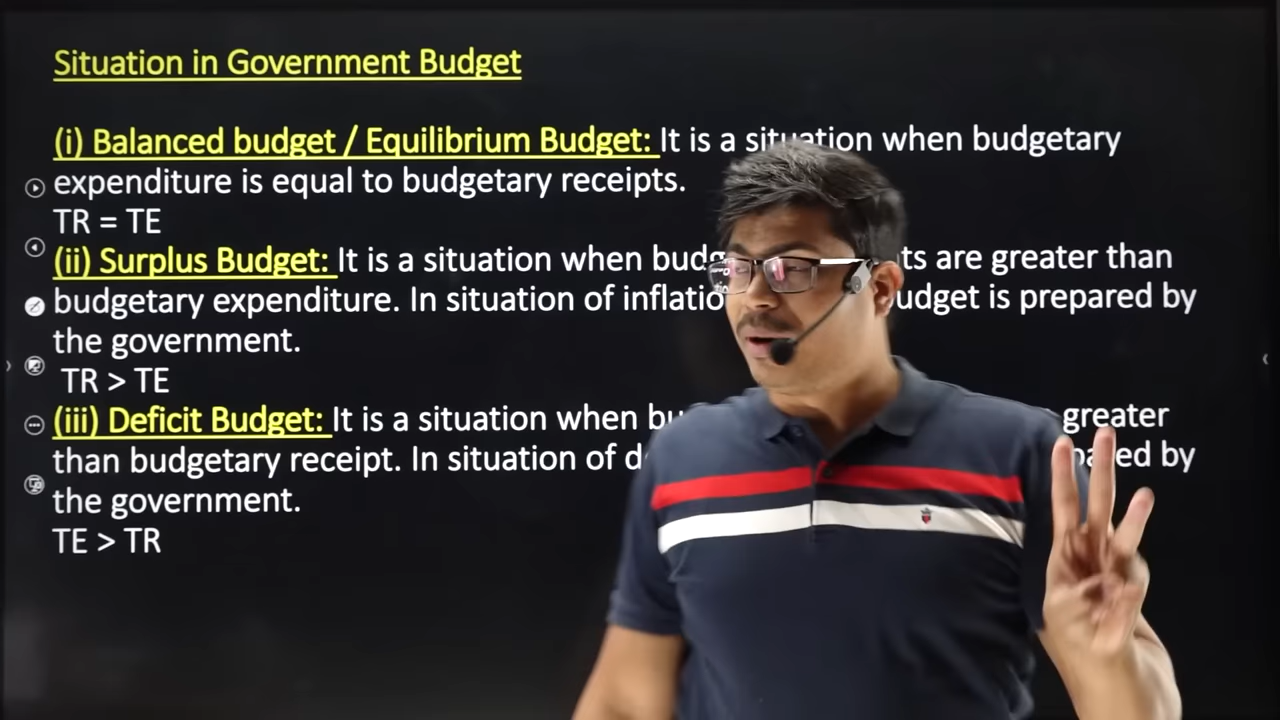 Situation in Government Budget
(i) Balanced budget / Equilibrium Budget: It is a situation when budgetary
expenditure is equal to budgetary receipts.
TR = TE
(ii) Surplus Budget: It is a situation when are greater than
budgetary expenditure. In situation of is prepared by
the government.
TR > TE
(iii) Deficit Budget: It is a situation when greater
than budgetary receipt. In situation of by
the government.
TE > TR